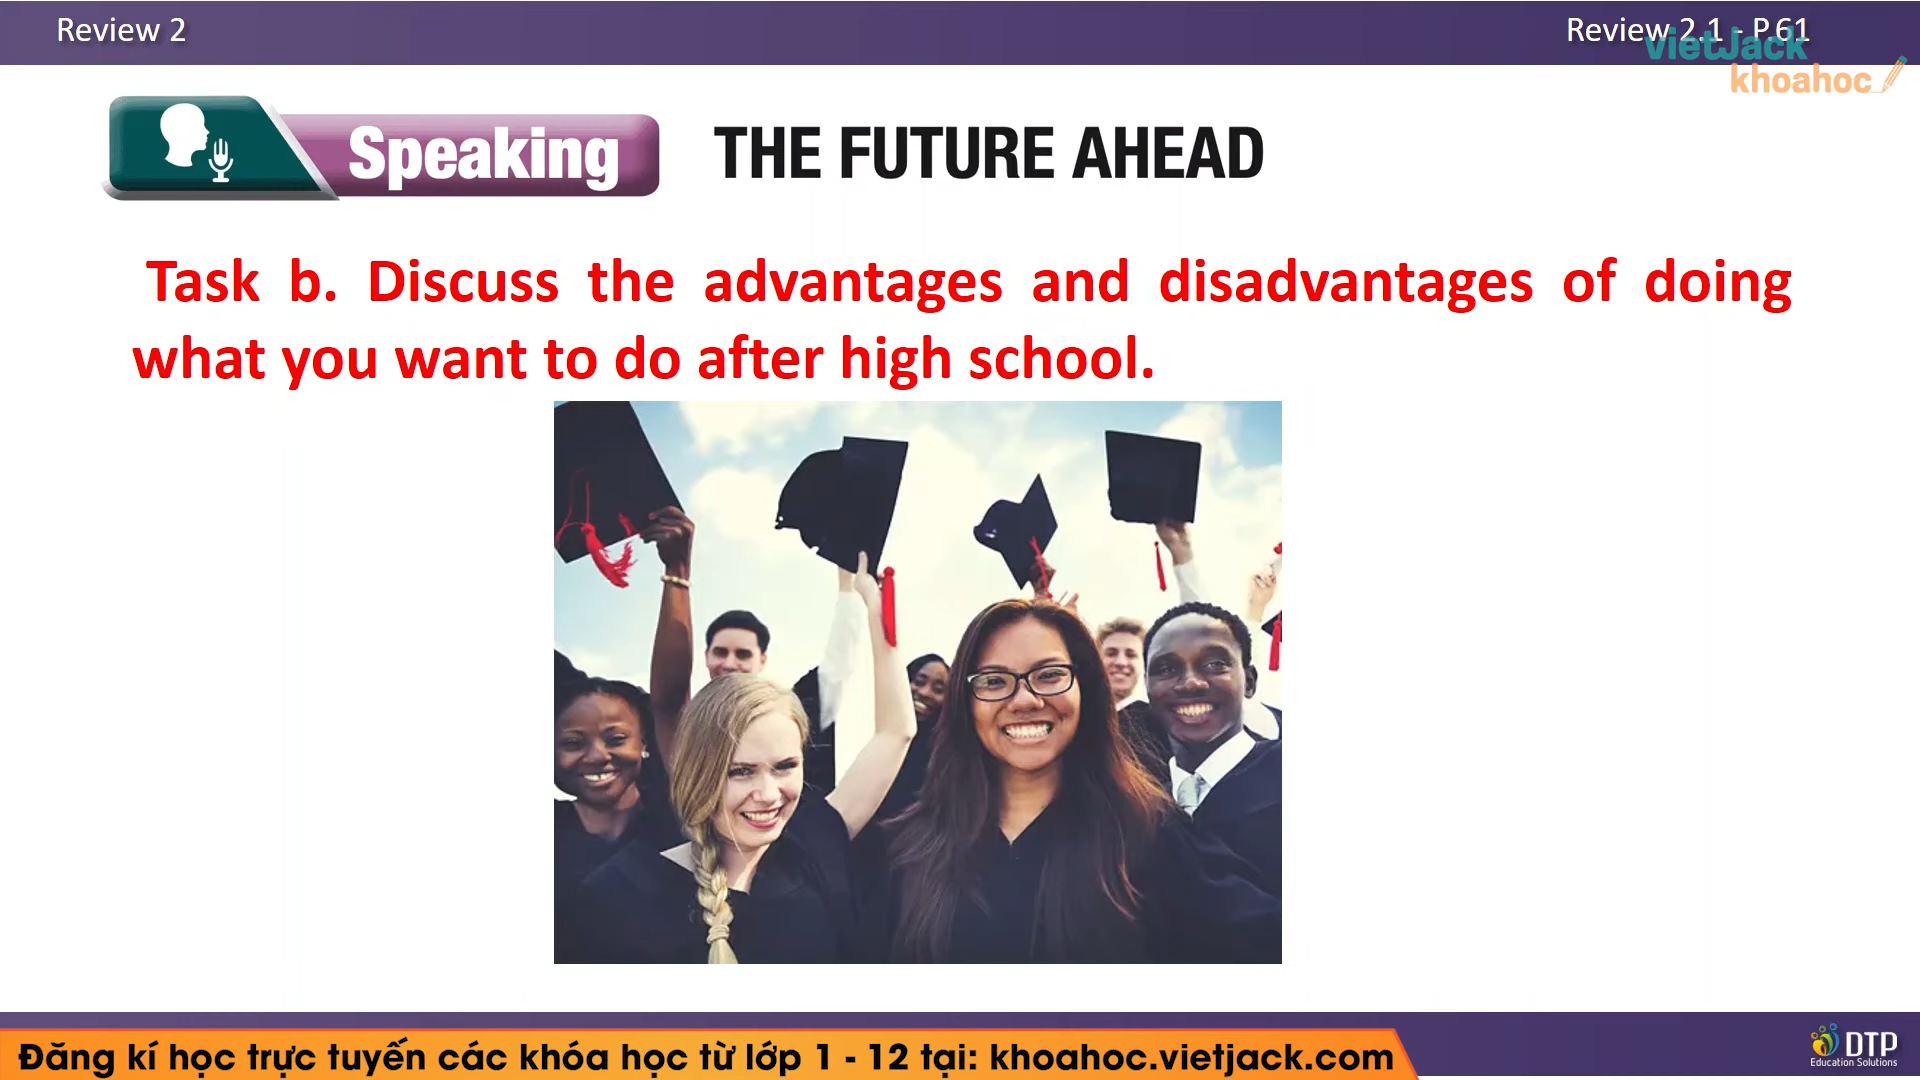 Review 2
Review 2.1 - P.61
vietJack
khoahoc
Speaking
THE FUTURE AHEAD
Task b. Discuss the advantages and disadvantages of doing
what you want to do after high school.
Đăng kí học trực tuyến các khóa học từ lớp 1 - 12 tại: khoahoc.vietjack.com
DTP
Education Solutions